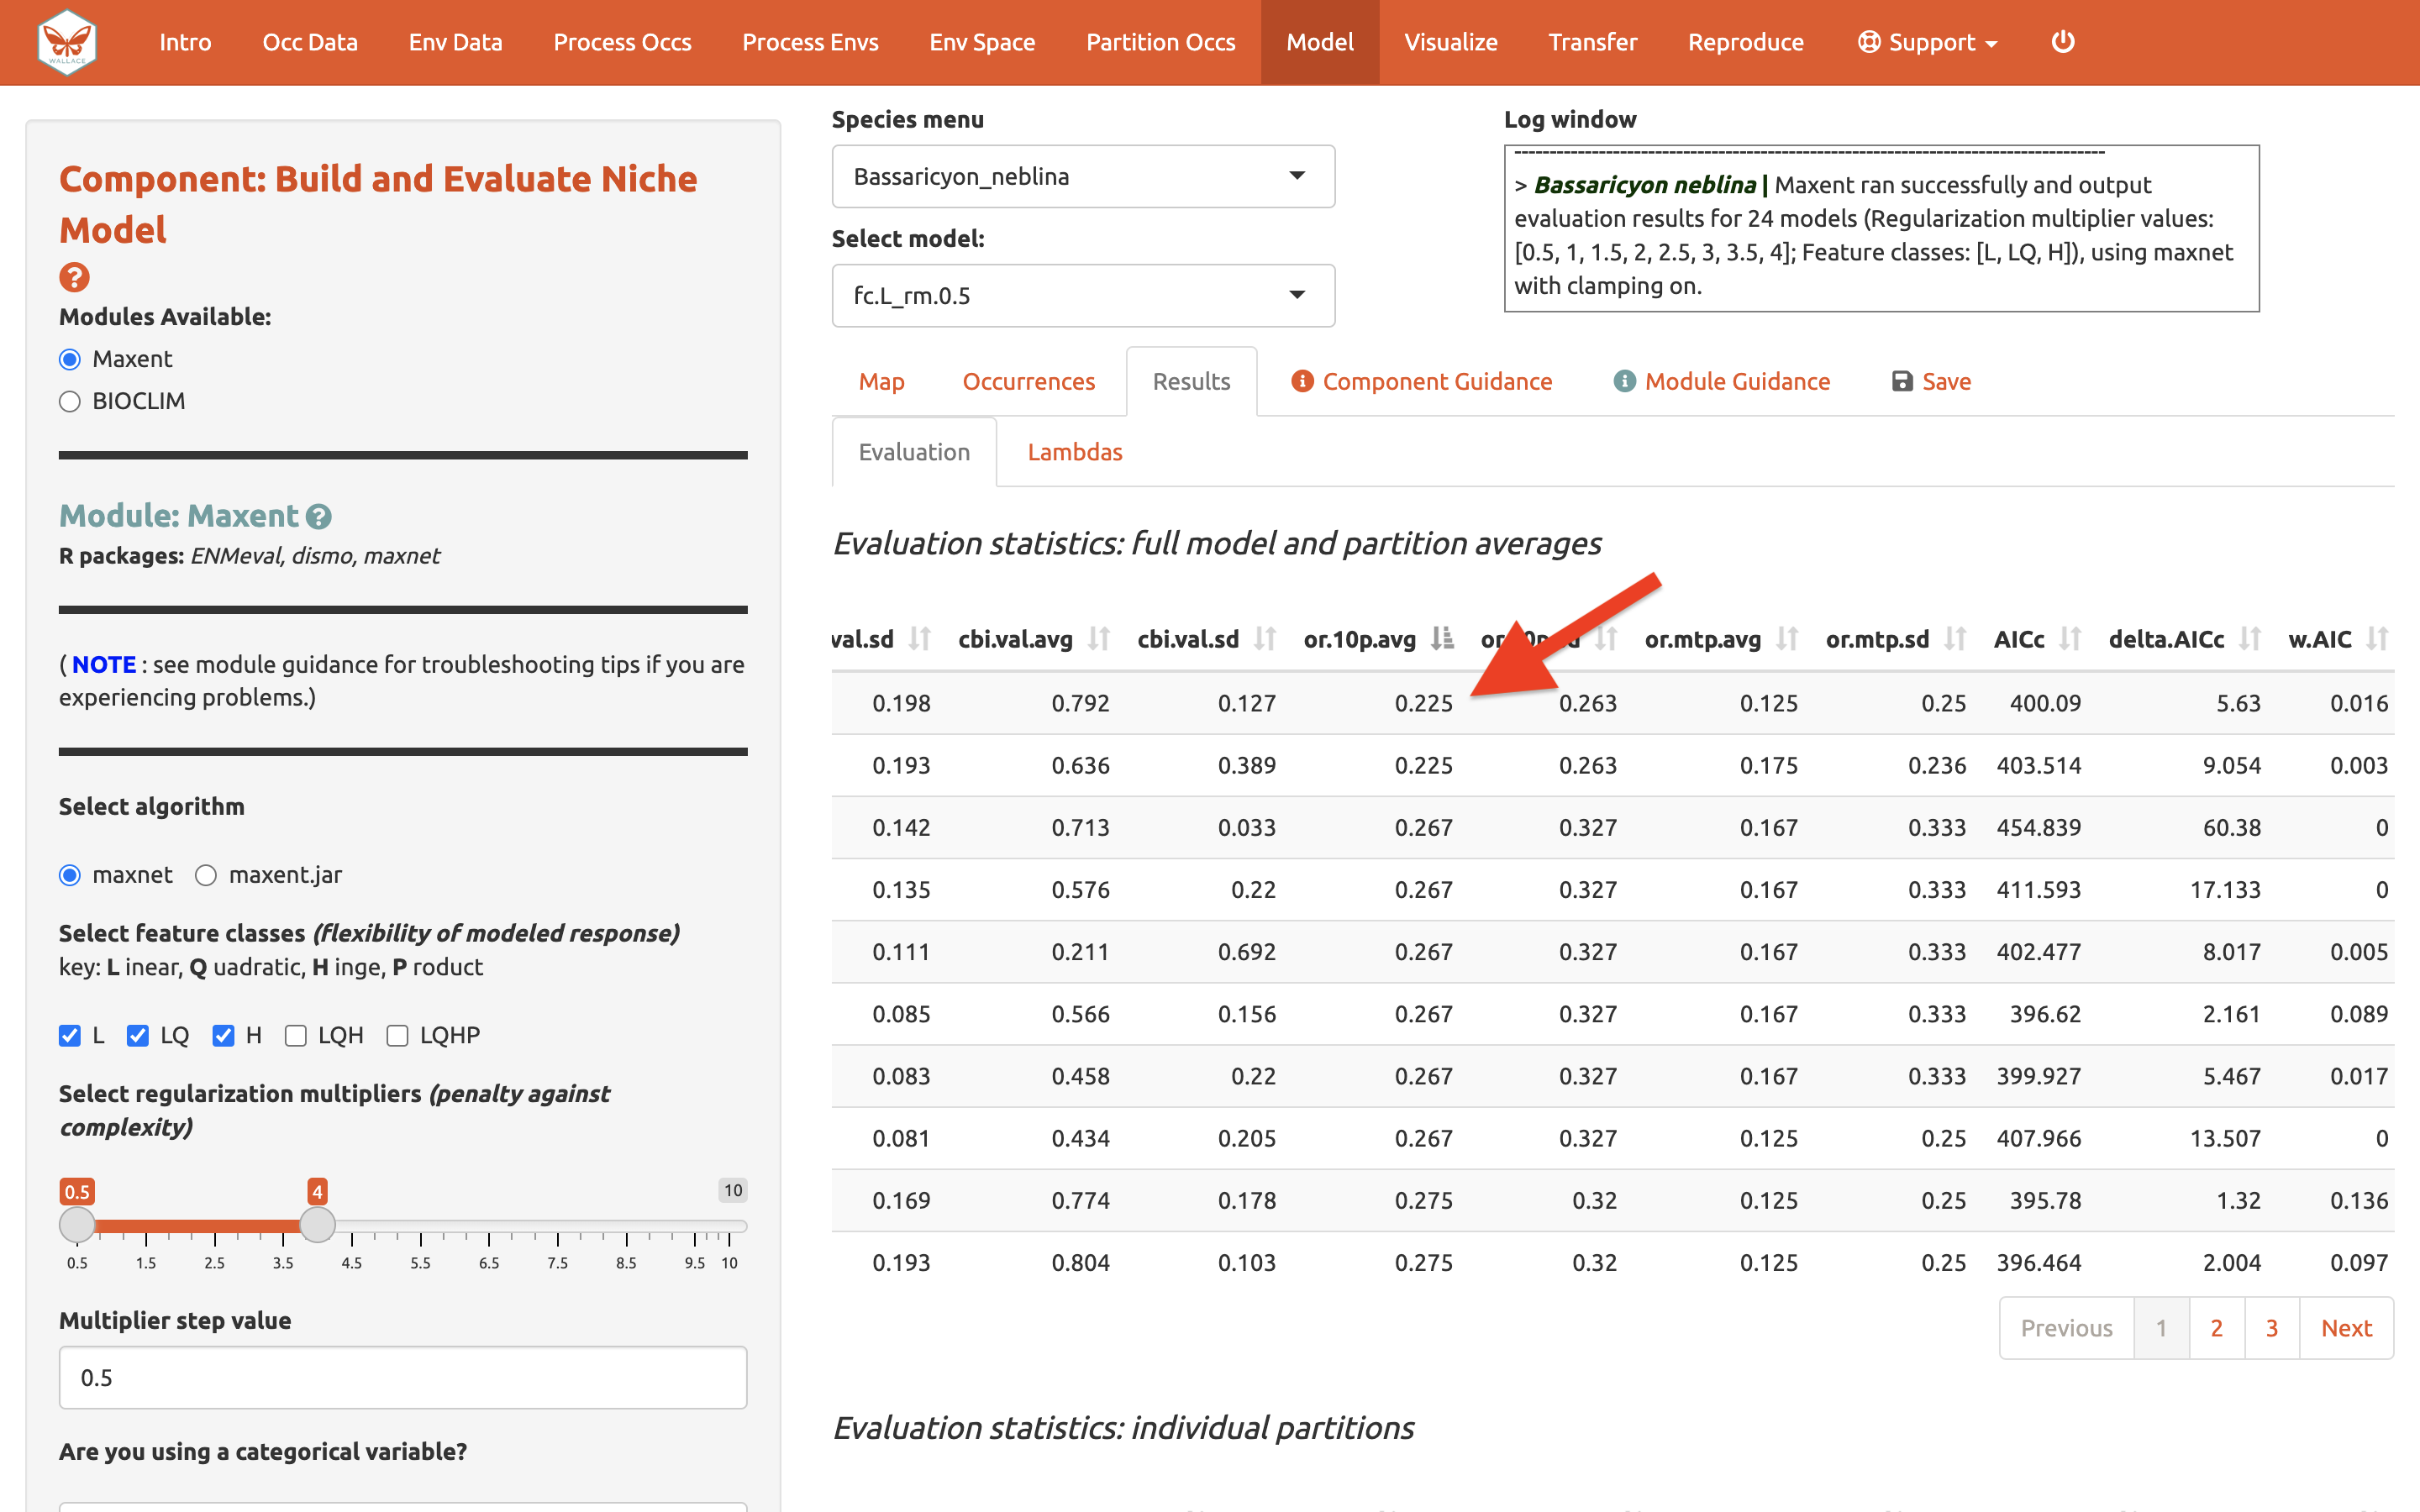 WALLACE
Intro Occ Data Env Data Process Occs Process Envs Env Space Partition Occs Model Visualize Transfer Reproduce Support
Component: Build and Evaluate Niche
Model
Modules Available:
Maxent
BIOCLIM
Module: Maxent
R packages: ENMeval, dismo, maxnet
( NOTE : see module guidance for troubleshooting tips if you are
experiencing problems.)
Select algorithm
maxnet maxent.jar
Select feature classes (flexibility of modeled response)
key: L inear, Q uadratic, H inge, P roduct
L LQ H LQH LQHP
Select regularization multipliers (penalty against
complexity)
0.5 4 10
0.5 1.5 2.5 3.5 4.5 5.5 6.5 7.5 8.5 9.5 10
Multiplier step value
0.5
Are you using a categorical variable?
Species menu
Bassaricyon_neblina
Select model:
fc.L_rm.0.5
Log window
> Bassaricyon neblina | Maxent ran successfully and output
evaluation results for 24 models (Regularization multiplier values:
[0.5, 1, 1.5, 2, 2.5, 3, 3.5, 4]; Feature classes: [L, LQ, H]), using maxnet
with clamping on.
Map Occurrences Results Component Guidance Module Guidance Save
Evaluation Lambdas
Evaluation statistics: full model and partition averages
val.sd cbi.val.avg cbi.val.sd or.10p.avg or.mtp.avg or.mtp.sd AICc delta.AICc w.AIC
0.198 0.792 0.127 0.225 0.263 0.125 0.25 400.09 5.63 0.016
0.193 0.636 0.389 0.225 0.263 0.175 0.236 403.514 9.054 0.003
0.142 0.713 0.033 0.267 0.327 0.167 0.333 454.839 60.38 0
0.135 0.576 0.22 0.267 0.327 0.167 0.333 411.593 17.133 0
0.111 0.211 0.692 0.267 0.327 0.167 0.333 402.477 8.017 0.005
0.085 0.566 0.156 0.267 0.327 0.167 0.333 396.62 2.161 0.089
0.083 0.458 0.22 0.267 0.327 0.167 0.333 399.927 5.467 0.017
0.081 0.434 0.205 0.267 0.327 0.125 0.25 407.966 13.507 0
0.169 0.774 0.178 0.275 0.32 0.125 0.25 395.78 1.32 0.136
0.193 0.804 0.103 0.275 0.32 0.125 0.25 396.464 2.004 0.097
Previous 1 2 3 Next
Evaluation statistics: individual partitions